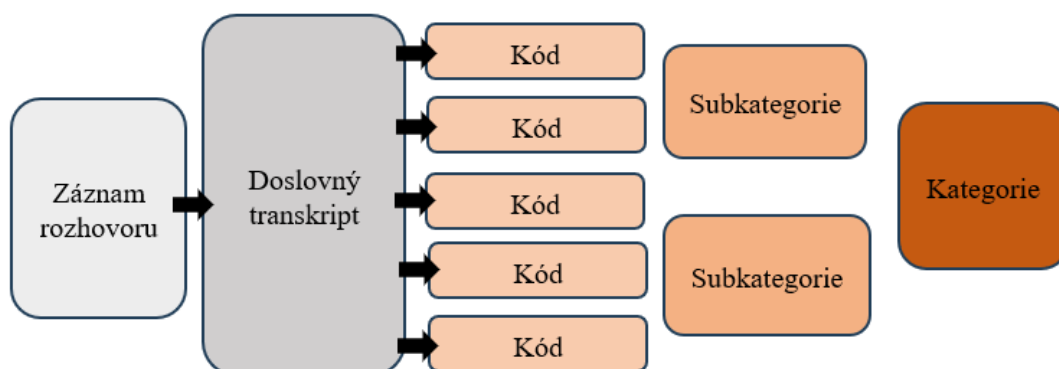 Záznam
rozhovoru
Doslovný
transkript
Kód
Kód
Kód
Kód
Kód
Subkategorie
Subkategorie
Kategorie